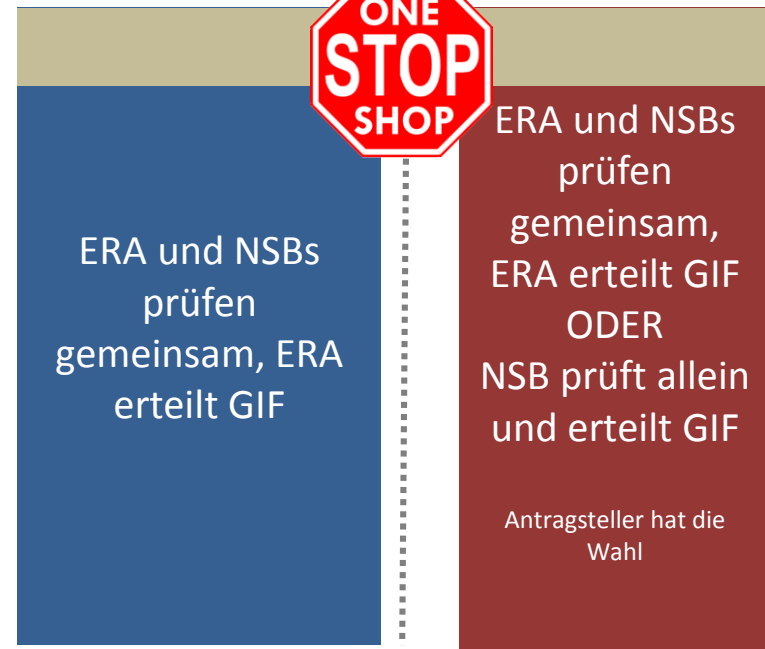 ONE
STOP
SHOP
ERA und NSBs
prüfen
gemeinsam, ERA
erteilt GIF
ERA und NSBs
prüfen
gemeinsam,
ERA erteilt GIF
ODER
NSB prüft allein
und erteilt GIF
Antragsteller hat die
Wahl